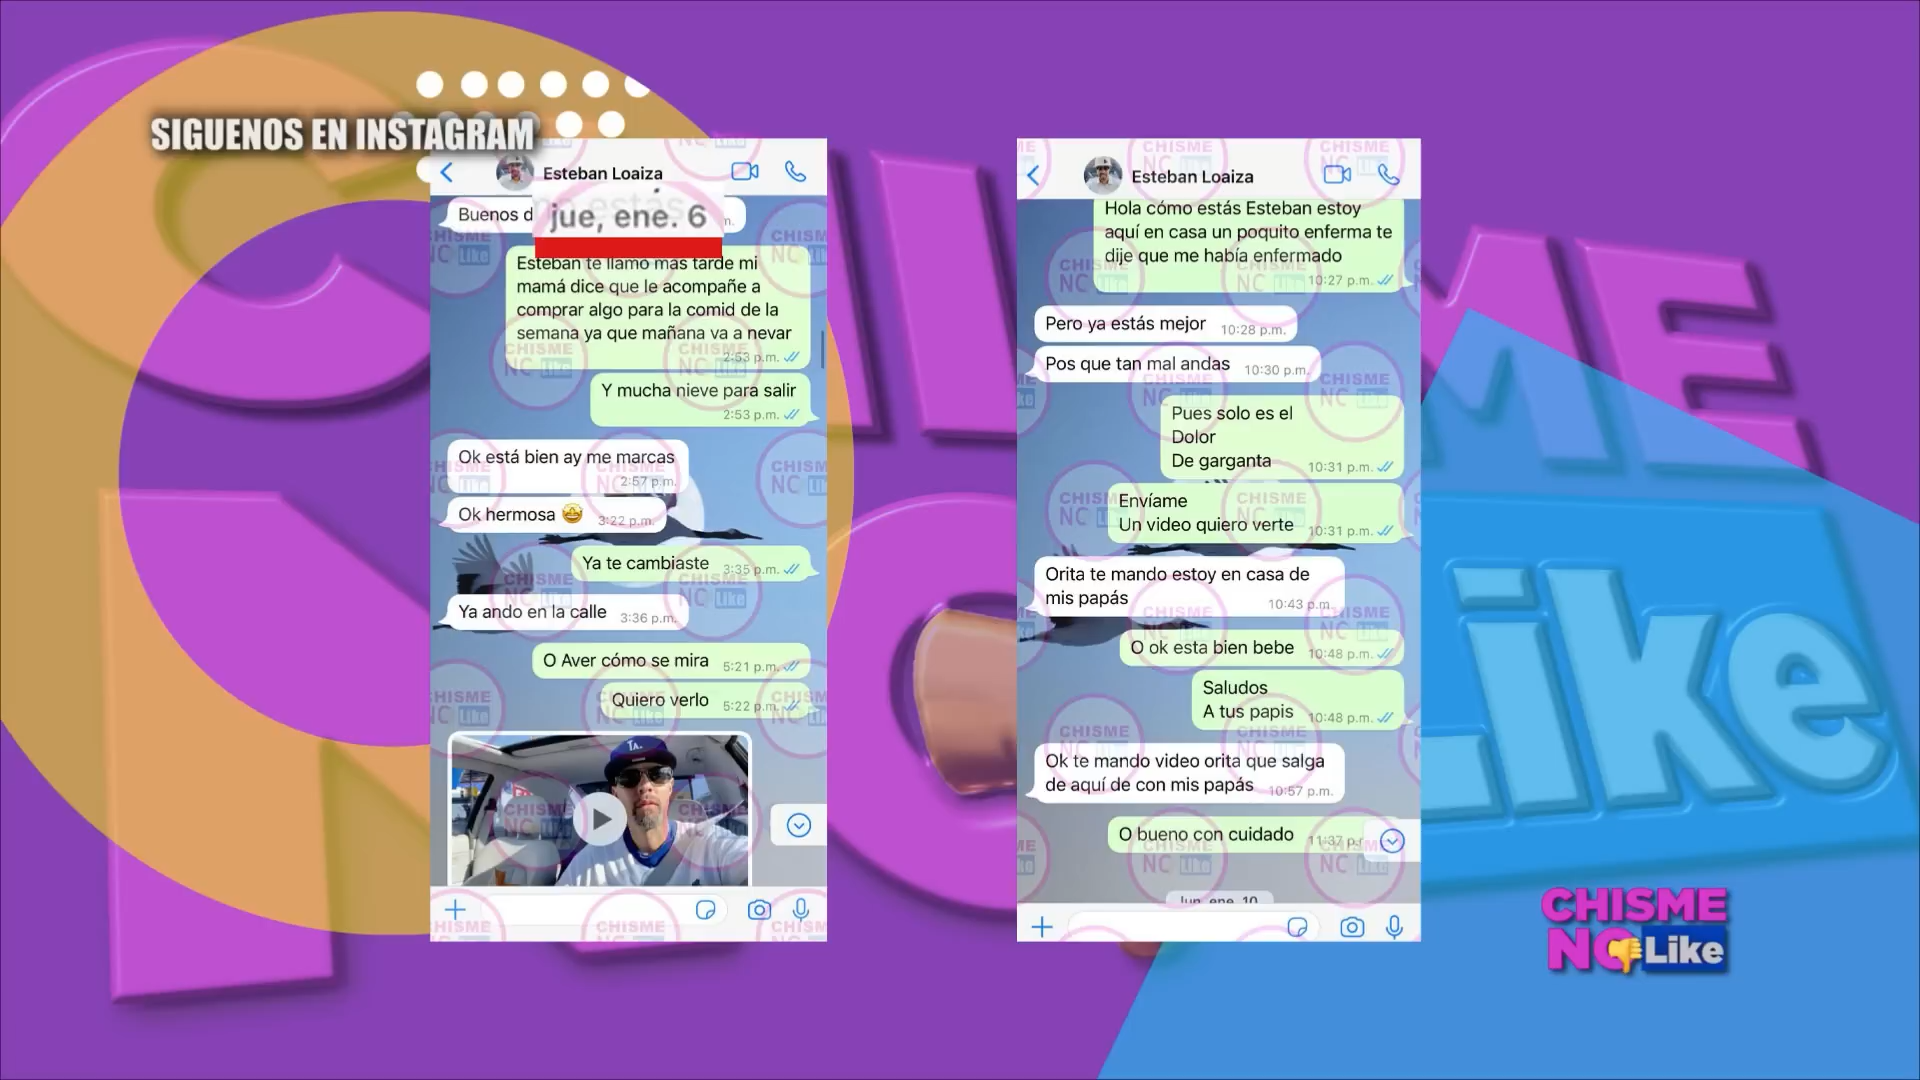 SIGUENOS EN INSTAGRAM
Esteban Loaiza
Buenos d
jue, ene. 6
Esteban te llamo más tarde mi
mamá dice que le acompañe a
comprar algo para la comid de la
semana ya que mañana va a nevar
2:53 p.m.
Y mucha nieve para salir
2:53 p.m.
Ok está bien ay me marcas
2:57 p.m.
Ok hermosa 🤩 3:22 p.m.
Ya te cambiaste 3:35 p.m.
Ya ando en la calle 3:36 p.m.
O Aver cómo se mira 5:21 p.m.
Quiero verlo 5:22 p.m.
LA
Esteban Loaiza
Hola cómo estás Esteban estoy
aquí en casa un poquito enferma te
dije que me había enfermado
10:27 p.m.
Pero ya estás mejor 10:28 p.m.
Pos que tan mal andas 10:30 p.m.
Pues solo es el
Dolor
De garganta 10:31 p.m.
Envíame
Un video quiero verte 10:31 p.m.
Orita te mando estoy en casa de
mis papás 10:43 p.m.
O ok esta bien bebe 10:48 p.m.
Saludos
A tus papis 10:48 p.m.
Ok te mando video orita que salga
de aquí de con mis papás 10:57 p.m.
O bueno con cuidado 11:37 p.
lun, ene. 10
CHISME
NO Like